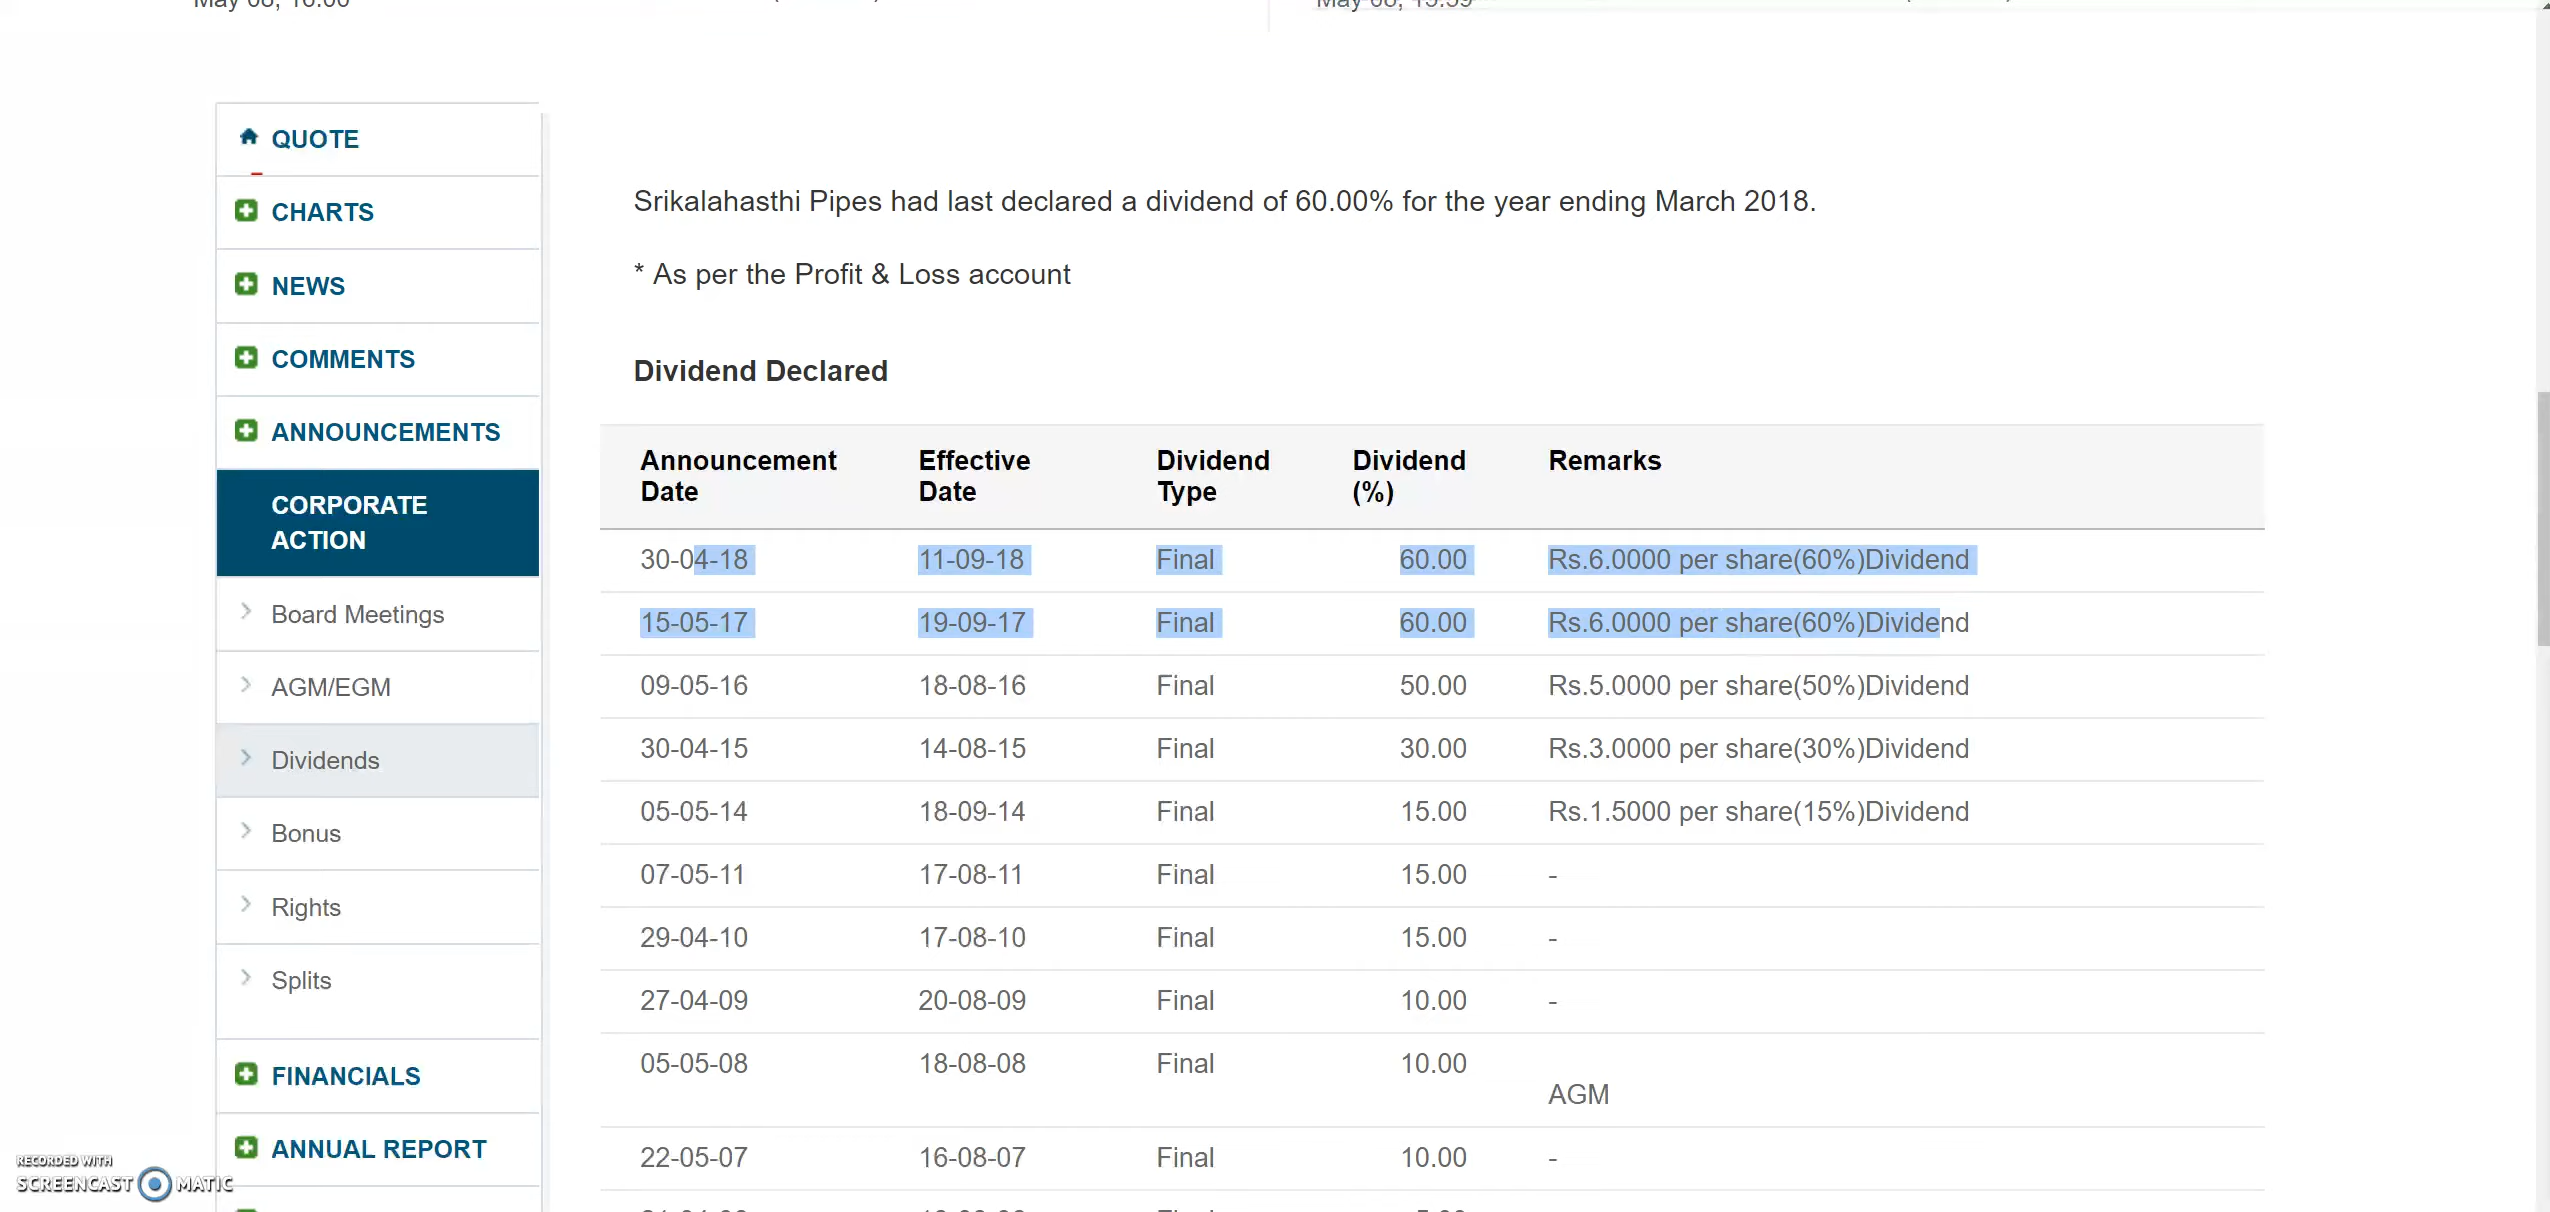 May 08, 16:00
May 08, 15:59
QUOTE
CHARTS
NEWS
COMMENTS
ANNOUNCEMENTS
CORPORATE
ACTION
Board Meetings
AGM/EGM
Dividends
Bonus
Rights
Splits
FINANCIALS
ANNUAL REPORT
Srikalahasthi Pipes had last declared a dividend of 60.00% for the year ending March 2018.
* As per the Profit & Loss account
Dividend Declared
Announcement Date Effective Date Dividend Type Dividend (%) Remarks
30-04-18 11-09-18 Final 60.00 Rs.6.0000 per share(60%)Dividend
15-05-17 19-09-17 Final 60.00 Rs.6.0000 per share(60%)Dividend
09-05-16 18-08-16 Final 50.00 Rs.5.0000 per share(50%)Dividend
30-04-15 14-08-15 Final 30.00 Rs.3.0000 per share(30%)Dividend
05-05-14 18-09-14 Final 15.00 Rs.1.5000 per share(15%)Dividend
07-05-11 17-08-11 Final 15.00 -
29-04-10 17-08-10 Final 15.00 -
27-04-09 20-08-09 Final 10.00 -
05-05-08 18-08-08 Final 10.00
AGM
22-05-07 16-08-07 Final 10.00 -
RECORDED WITH
SCREENCAST MATIC